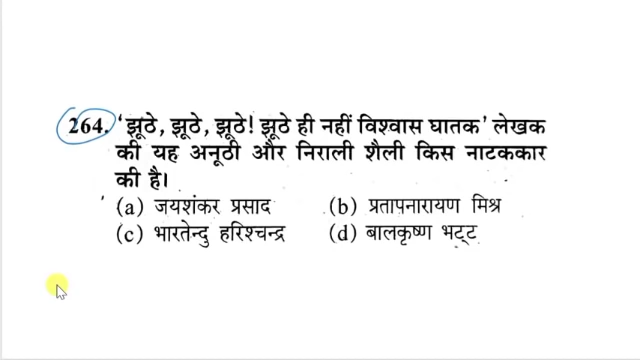 264. 'झूठे, झूठे, झूठे! झूठे ही नहीं विश्वास घातक' लेखक
की यह अनूठी और निराली शैली किस नाटककार
की है।
(a) जयशंकर प्रसाद (b) प्रतापनारायण मिश्र
(c) भारतेन्दु हरिश्चन्द्र (d) बालकृष्ण भट्ट